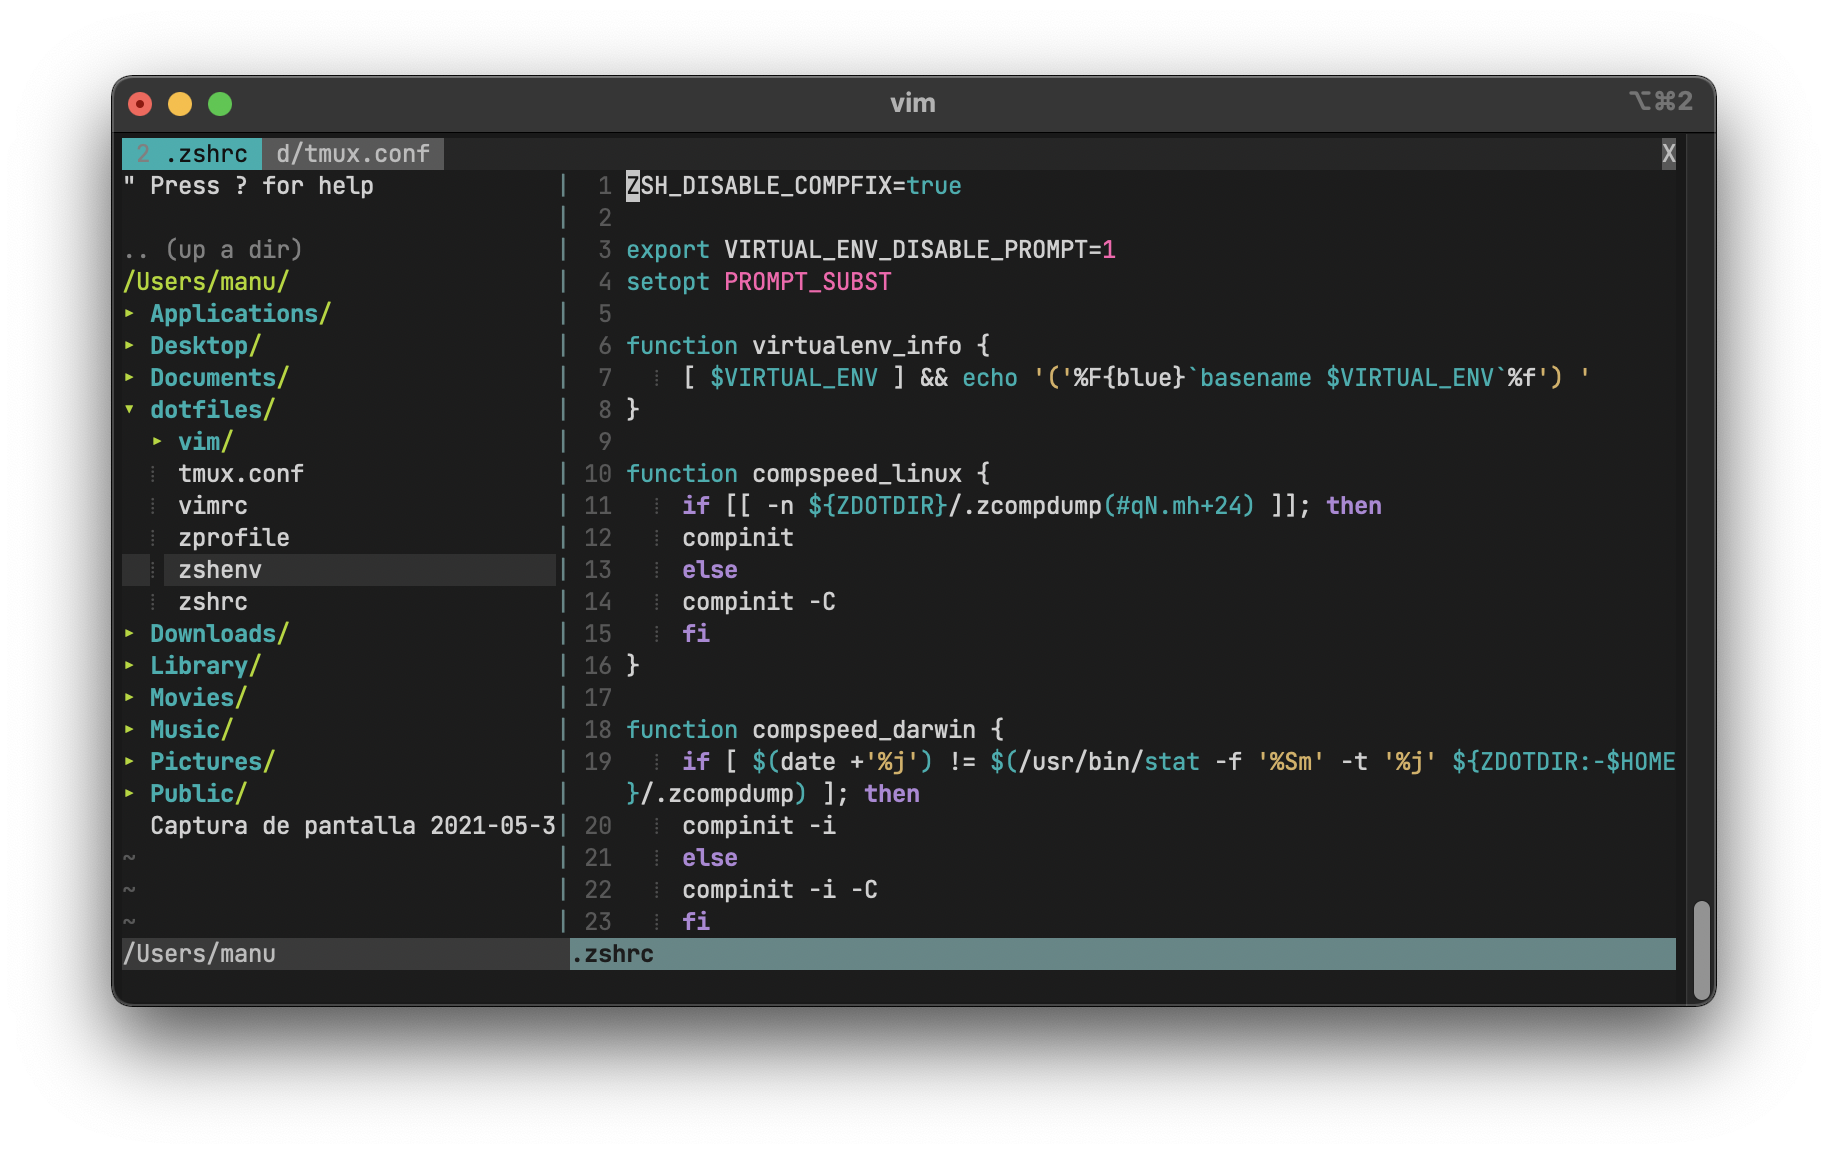 vim
⌥⌘2
2 .zshrc d/tmux.conf X
" Press ? for help
.. (up a dir)
/Users/manu/
▸ Applications/
▸ Desktop/
▸ Documents/
▾ dotfiles/
▸ vim/
tmux.conf
vimrc
zprofile
zshenv
zshrc
▸ Downloads/
▸ Library/
▸ Movies/
▸ Music/
▸ Pictures/
▸ Public/
Captura de pantalla 2021-05-3
~
~
~
/Users/manu
1 ZSH_DISABLE_COMPFIX=true
2
3 export VIRTUAL_ENV_DISABLE_PROMPT=1
4 setopt PROMPT_SUBST
5
6 function virtualenv_info {
7 [ $VIRTUAL_ENV ] && echo '('%F{blue}`basename $VIRTUAL_ENV`%f') '
8 }
9
10 function compspeed_linux {
11 if [[ -n ${ZDOTDIR}/.zcompdump(#qN.mh+24) ]]; then
12 compinit
13 else
14 compinit -C
15 fi
16 }
17
18 function compspeed_darwin {
19 if [ $(date +'%j') != $(/usr/bin/stat -f '%Sm' -t '%j' ${ZDOTDIR:-$HOME
}/.zcompdump) ]; then
20 compinit -i
21 else
22 compinit -i -C
23 fi
.zshrc